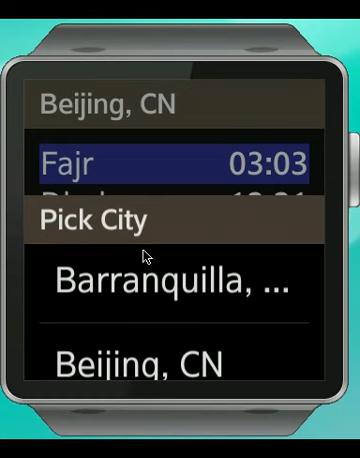 Beijing, CN
Fajr 03:03
Pick City
Barranquilla, ...
Beijing, CN